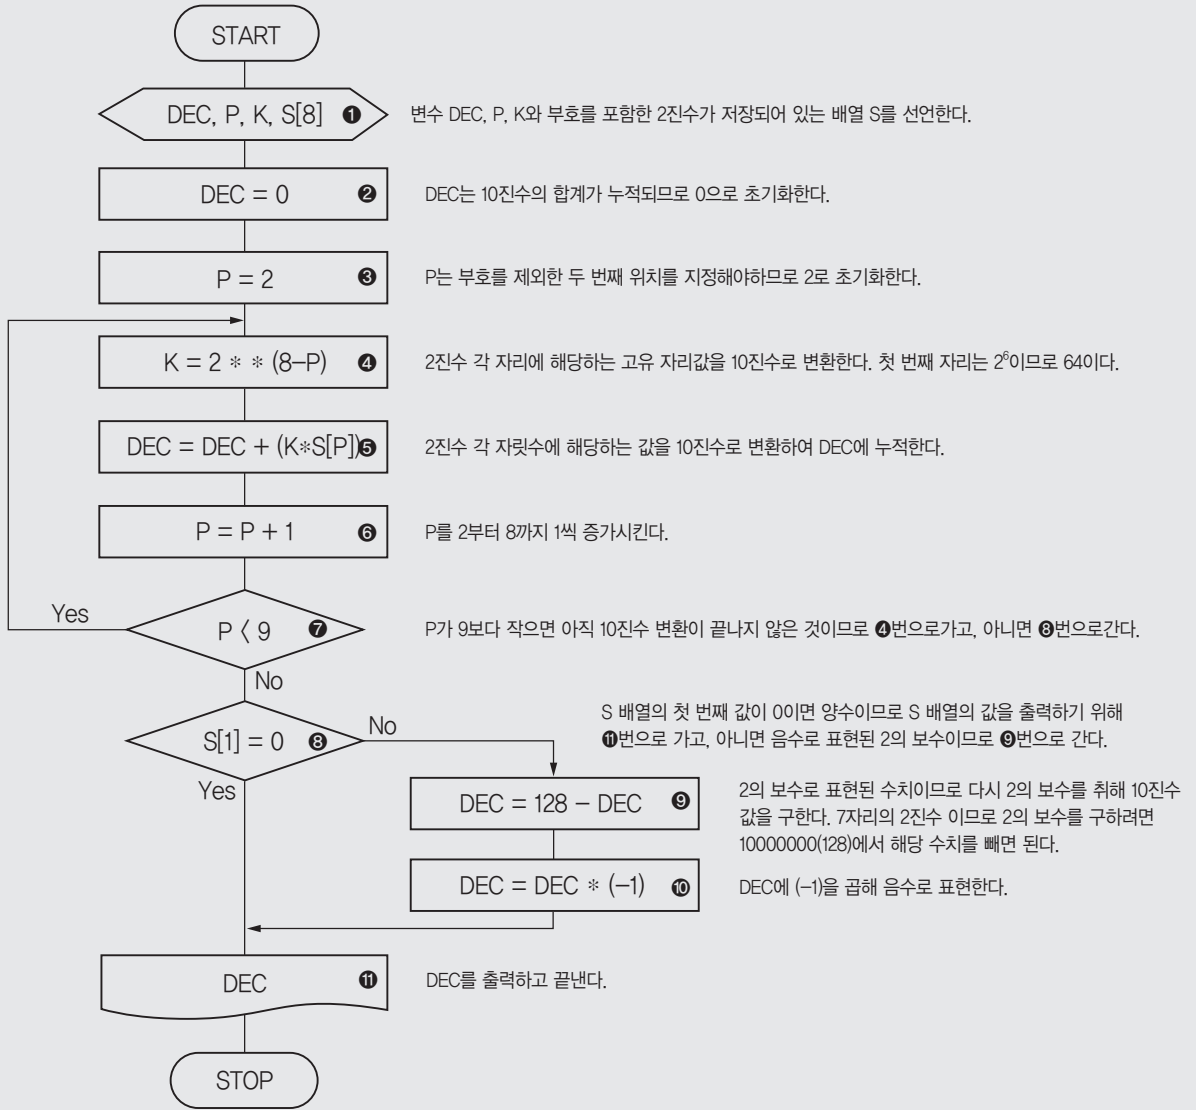 START
DEC, P, K, S[8] ❶
변수 DEC, P, K와 부호를 포함한 2진수가 저장되어 있는 배열 S를 선언한다.
DEC = 0 ❷
DEC는 10진수의 합계가 누적되므로 0으로 초기화한다.
P = 2 ❸
P는 부호를 제외한 두 번째 위치를 지정해야하므로 2로 초기화한다.
K = 2 * * (8-P) ❹
2진수 각 자리에 해당하는 고유 자리값을 10진수로 변환한다. 첫 번째 자리는 2⁶이므로 64이다.
DEC = DEC + (K*S[P]) ❺
2진수 각 자릿수에 해당하는 값을 10진수로 변환하여 DEC에 누적한다.
P = P + 1 ❻
P를 2부터 8까지 1씩 증가시킨다.
Yes
P 〈 9 ❼
P가 9보다 작으면 아직 10진수 변환이 끝나지 않은 것이므로 ❹번으로가고, 아니면 ❽번으로간다.
No
S[1] = 0 ❽
No
S 배열의 첫 번째 값이 0이면 양수이므로 S 배열의 값을 출력하기 위해
⓫번으로 가고, 아니면 음수로 표현된 2의 보수이므로 ❾번으로 간다.
Yes
DEC = 128 - DEC ❾
2의 보수로 표현된 수치이므로 다시 2의 보수를 취해 10진수
값을 구한다. 7자리의 2진수 이므로 2의 보수를 구하려면
10000000(128)에서 해당 수치를 빼면 된다.
DEC = DEC * (-1) ❿
DEC에 (-1)을 곱해 음수로 표현한다.
DEC ⓫
DEC를 출력하고 끝낸다.
STOP